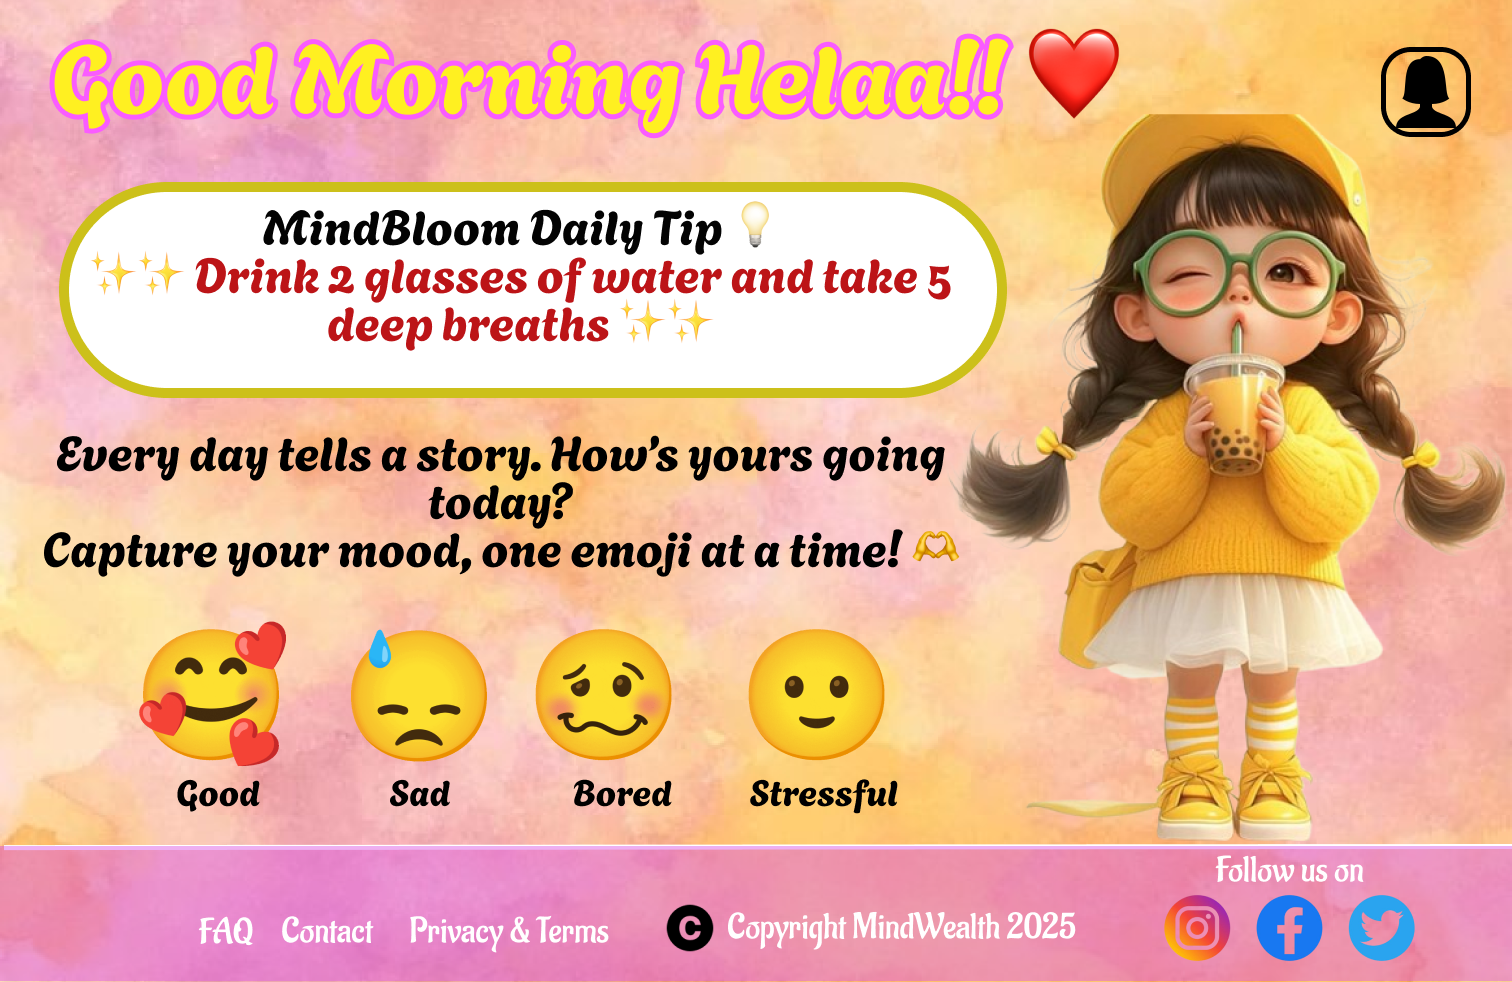 Good Morning Helaa!! ❤️
MindBloom Daily Tip 💡
✨✨ Drink 2 glasses of water and take 5
deep breaths ✨✨
Every day tells a story. How's yours going
today?
Capture your mood, one emoji at a time! 🫶
Good
Sad
Bored
Stressful
Follow us on
FAQ
Contact
Privacy & Terms
C Copyright MindWealth 2025